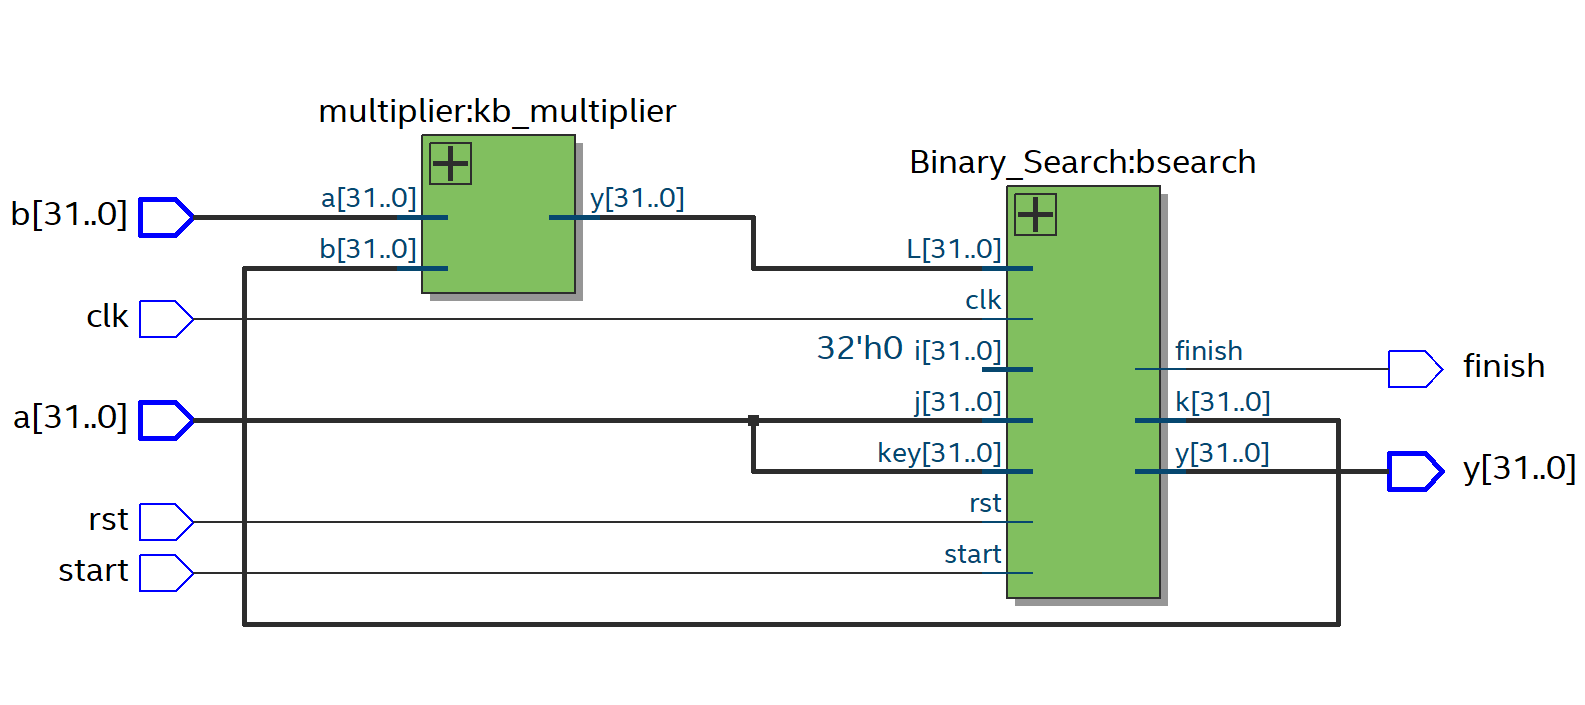 multiplier:kb_multiplier
Binary_Search:bsearch
b[31..0]
a[31..0]
y[31..0]
b[31..0]
L[31..0]
clk
clk
32'h0
i[31..0]
finish
finish
a[31..0]
j[31..0]
k[31..0]
key[31..0]
y[31..0]
y[31..0]
rst
rst
start
start